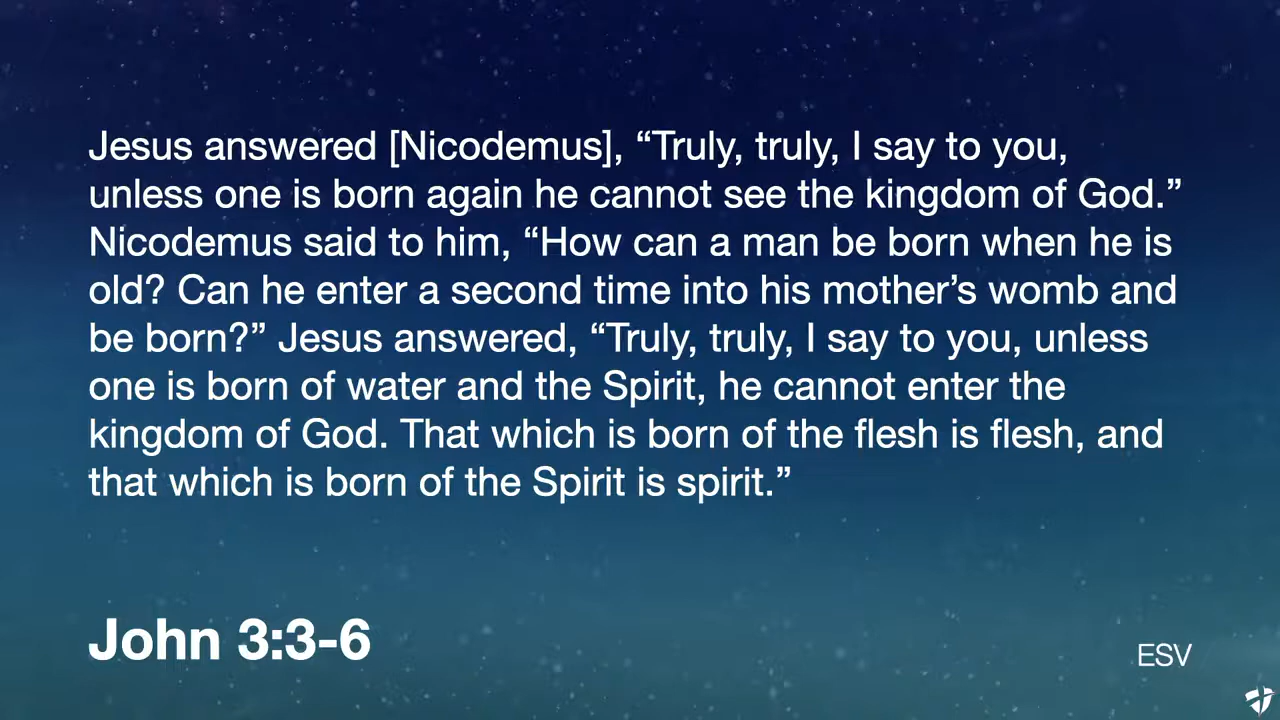 Jesus answered [Nicodemus], “Truly, truly, I say to you,
unless one is born again he cannot see the kingdom of God.”
Nicodemus said to him, “How can a man be born when he is
old? Can he enter a second time into his mother’s womb and
be born?” Jesus answered, “Truly, truly, I say to you, unless
one is born of water and the Spirit, he cannot enter the
kingdom of God. That which is born of the flesh is flesh, and
that which is born of the Spirit is spirit.”
John 3:3-6
ESV